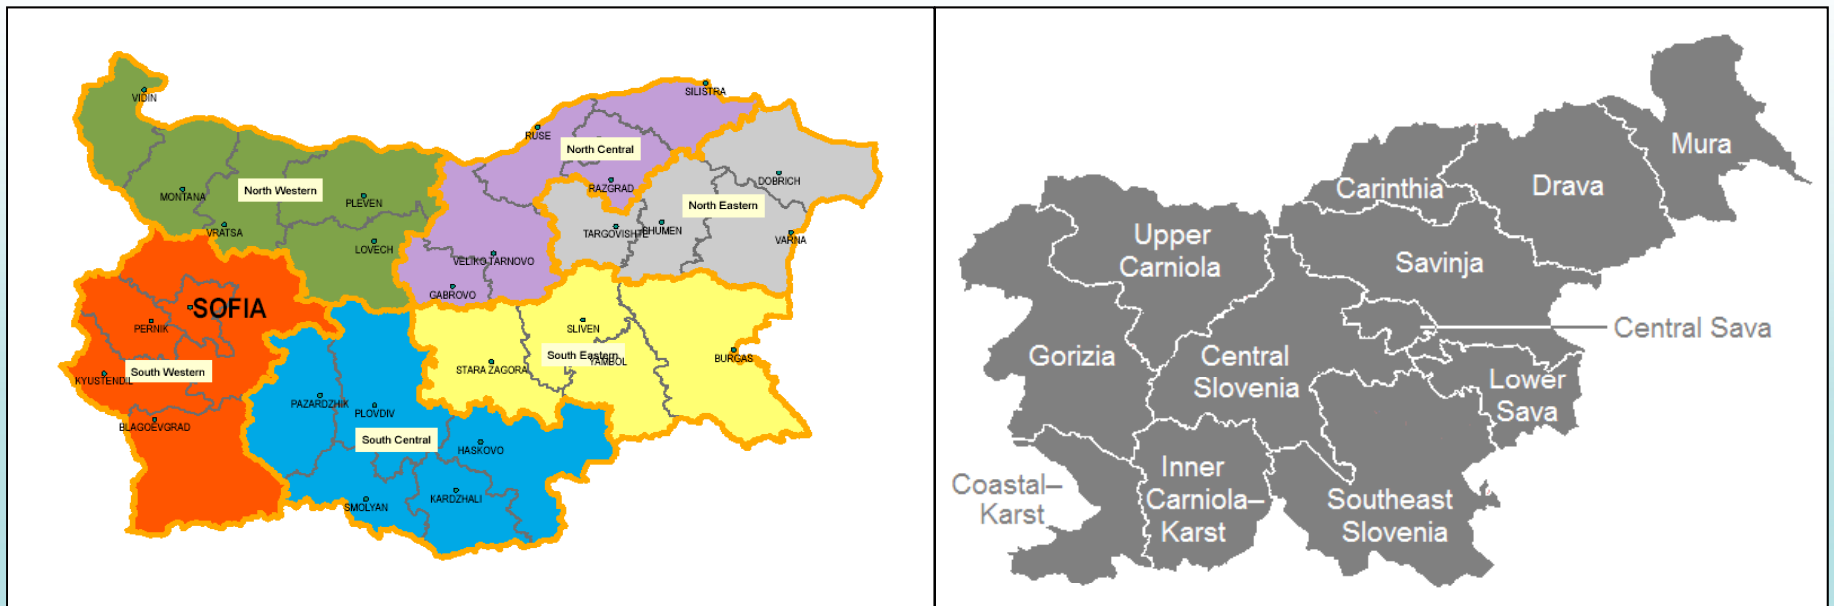 VIDIN
SILISTRA
RUSE
North Central
MONTANA
North Western
PLEVEN
RAZGRAD
DOBRICH
North Eastern
VRATSA
LOVECH
TARGOVISHTE
SHUMEN
VARNA
VELIKO TARNOVO
GABROVO
SOFIA
PERNIK
SLIVEN
South Eastern
YAMBOL
BURGAS
STARA ZAGORA
South Western
KYUSTENDIL
PAZARDZHIK
PLOVDIV
BLAGOEVGRAD
South Central
HASKOVO
KARDZHALI
SMOLYAN
Mura
Carinthia
Drava
Upper
Carniola
Savinja
Central Sava
Gorizia
Central
Slovenia
Lower
Sava
Coastal–
Karst
Inner
Carniola–
Karst
Southeast
Slovenia